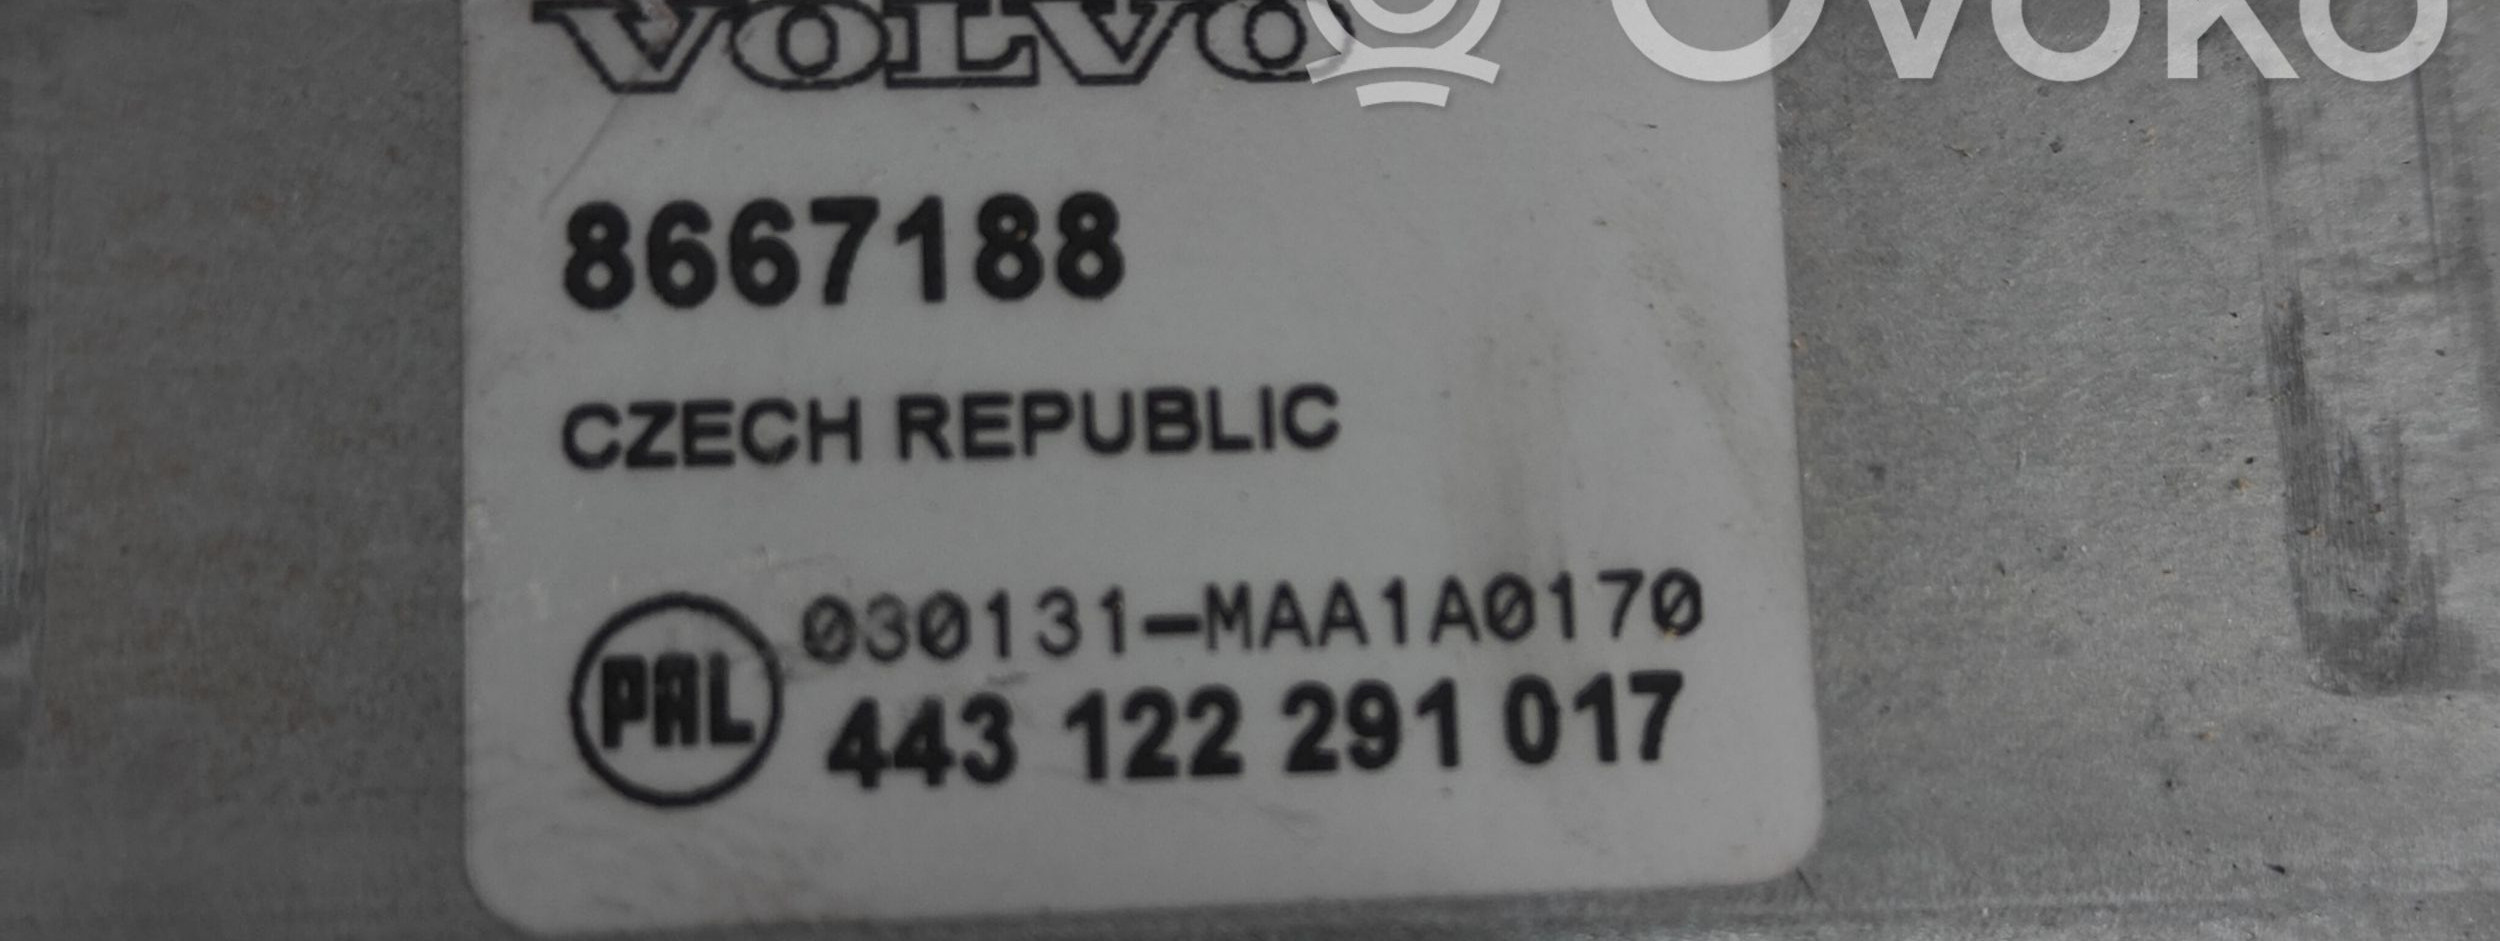 VOLVO
OVOKO
8667188
CZECH REPUBLIC
030131-MAA1A0170
PAL
443 122 291 017